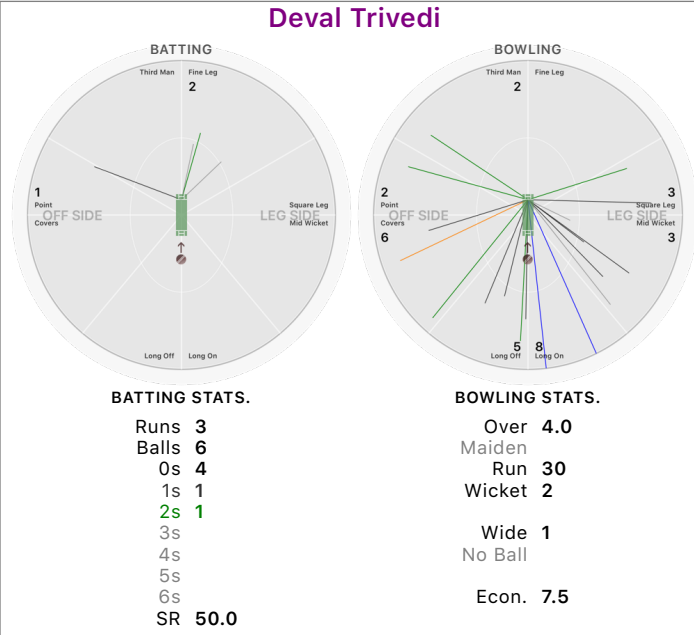 Deval Trivedi
BATTING
Third Man Fine Leg
2
1
Point
OFF SIDE
Covers
Square Leg
LEG SIDE
Mid Wicket
Long Off Long On
BOWLING
Third Man Fine Leg
2
2
Point
OFF SIDE
Covers
6
3
Square Leg
LEG SIDE
Mid Wicket
3
5 8
Long Off Long On
BATTING STATS.
Runs 3
Balls 6
0s 4
1s 1
2s 1
3s
4s
5s
6s
SR 50.0
BOWLING STATS.
Over 4.0
Maiden
Run 30
Wicket 2
Wide 1
No Ball
Econ. 7.5